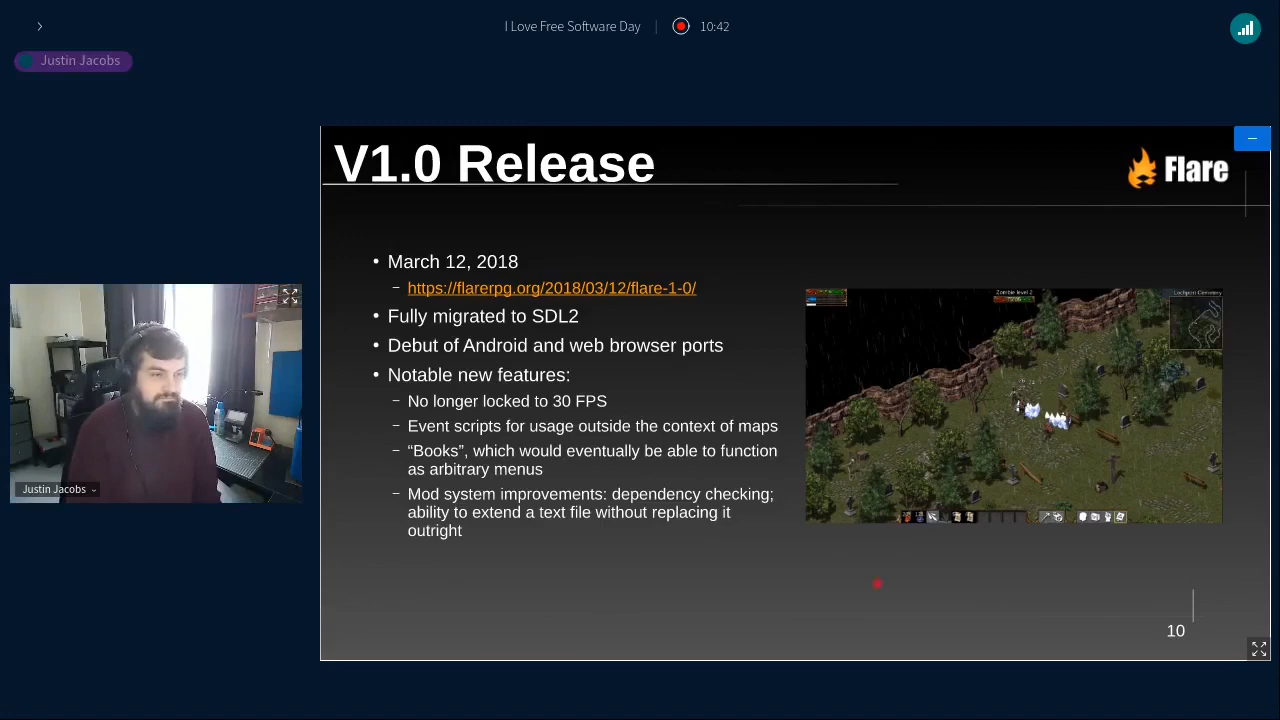 I Love Free Software Day
10:42
Justin Jacobs
V1.0 Release
Flare
• March 12, 2018
– https://flarerpg.org/2018/03/12/flare-1-0/
• Fully migrated to SDL2
• Debut of Android and web browser ports
• Notable new features:
– No longer locked to 30 FPS
– Event scripts for usage outside the context of maps
– “Books”, which would eventually be able to function
as arbitrary menus
– Mod system improvements: dependency checking;
ability to extend a text file without replacing it
outright
Zombie level 2
Lochport Cemetery
Justin Jacobs
10